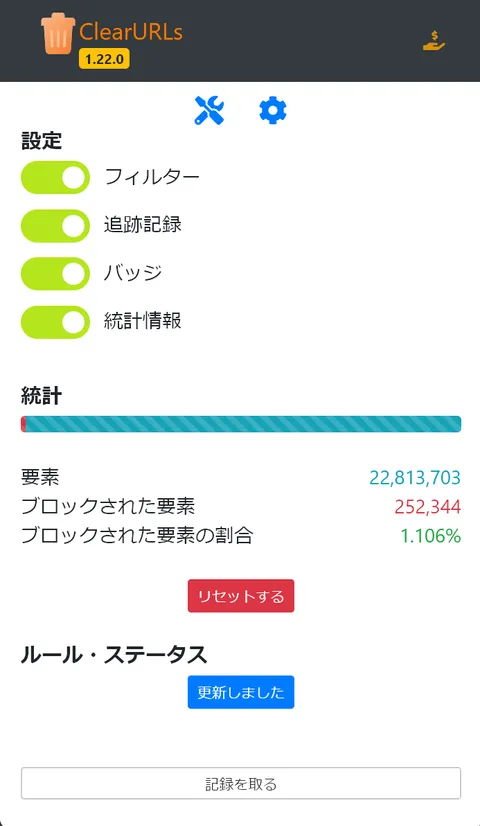 ClearURLs
1.22.0
設定
フィルター
追跡記録
バッジ
統計情報
統計
要素 22,813,703
ブロックされた要素 252,344
ブロックされた要素の割合 1.106%
リセットする
ルール・ステータス
更新しました
記録を取る